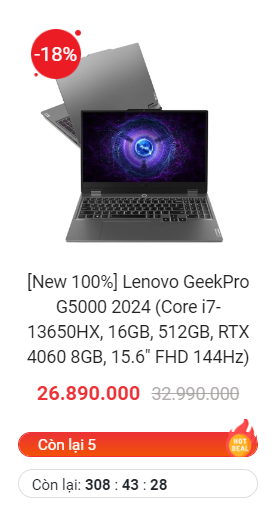 -18%
[New 100%] Lenovo GeekPro
G5000 2024 (Core i7-
13650HX, 16GB, 512GB, RTX
4060 8GB, 15.6" FHD 144Hz)
26.890.000 32.990.000
Còn lại 5
HOT
DEAL
Còn lại: 308 : 43 : 28